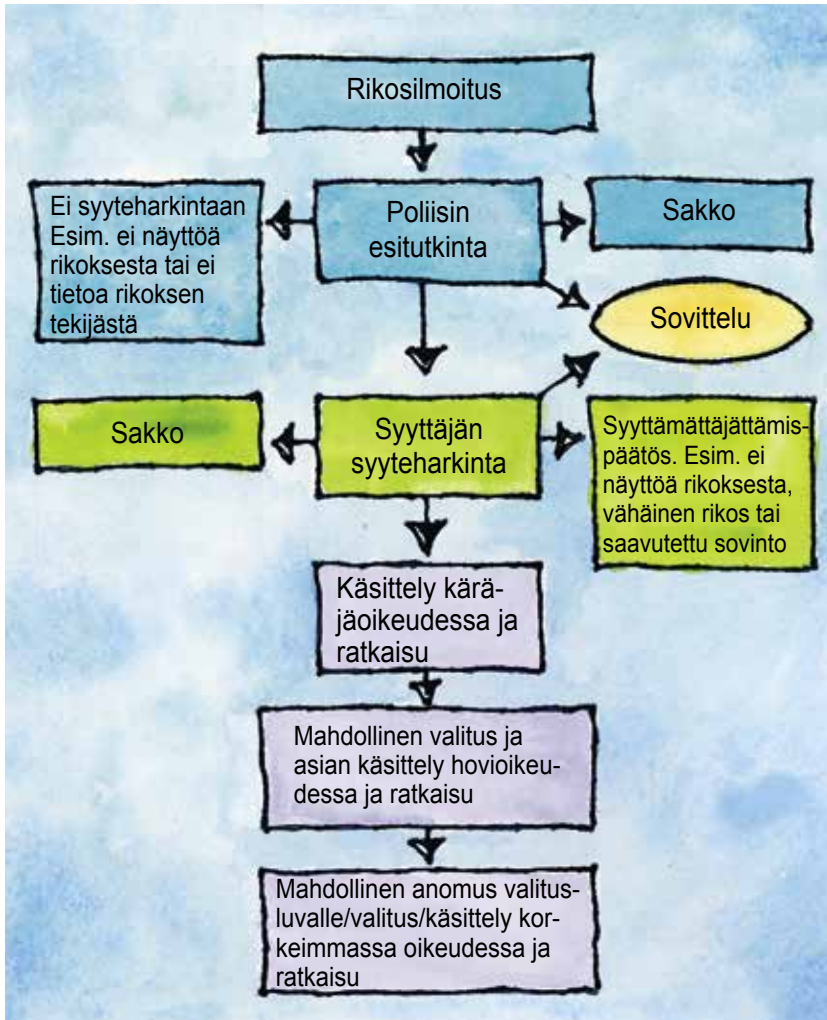 Rikosilmoitus
Ei syyteharkintaan
Esim. ei näyttöä
rikoksesta tai ei
tietoa rikoksen
tekijästä
Poliisin
esitutkinta
Sakko
Sovittelu
Sakko
Syyttäjän
syyteharkinta
Syyttämättäjättämis-
päätös. Esim. ei
näyttöä rikoksesta,
vähäinen rikos tai
saavutettu sovinto
Käsittely kärä-
jäoikeudessa ja
ratkaisu
Mahdollinen valitus ja
asian käsittely hovioikeu-
dessa ja ratkaisu
Mahdollinen anomus valitus-
luvalle/valitus/käsittely kor-
keimmassa oikeudessa ja
ratkaisu